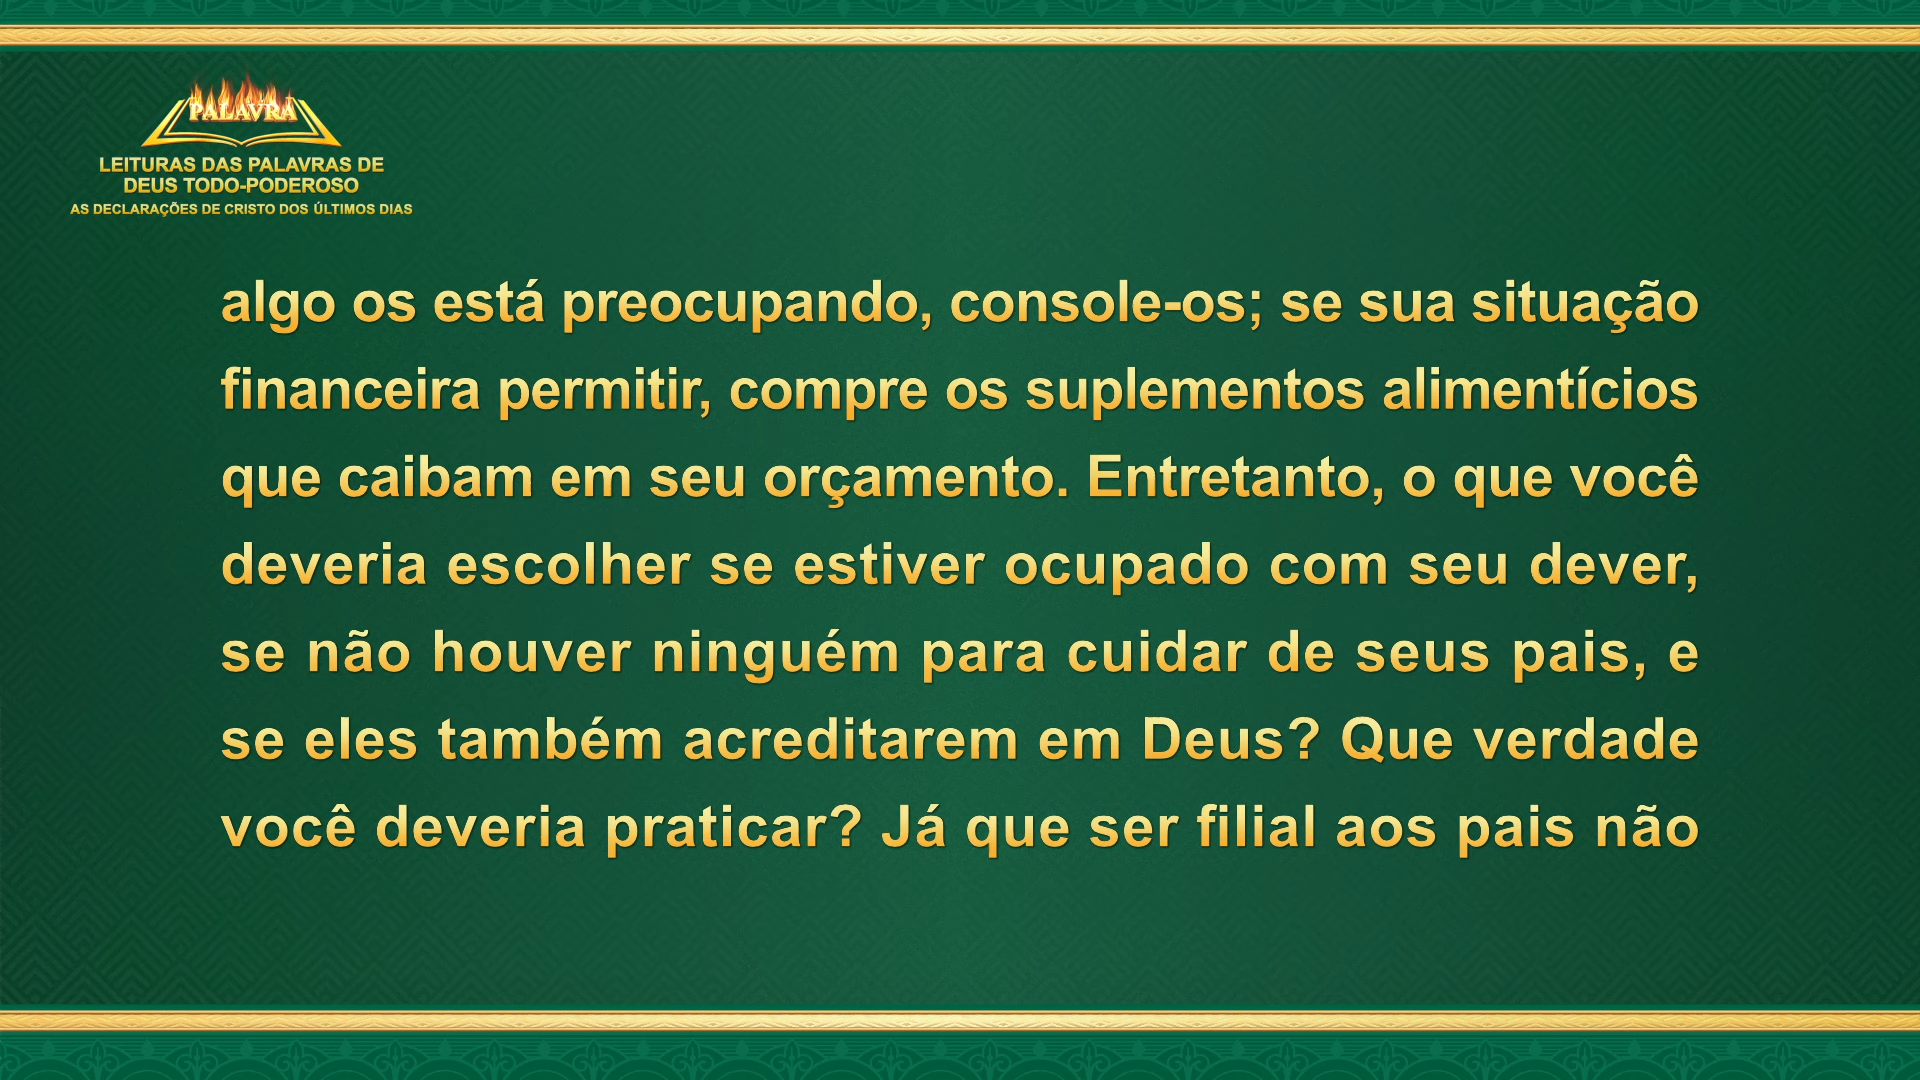 PALAVRA
LEITURAS DAS PALAVRAS DE
DEUS TODO-PODEROSO
AS DECLARAÇÕES DE CRISTO DOS ÚLTIMOS DIAS
algo os está preocupando, console-os; se sua situação
financeira permitir, compre os suplementos alimentícios
que caibam em seu orçamento. Entretanto, o que você
deveria escolher se estiver ocupado com seu dever,
se não houver ninguém para cuidar de seus pais, e
se eles também acreditarem em Deus? Que verdade
você deveria praticar? Já que ser filial aos pais não